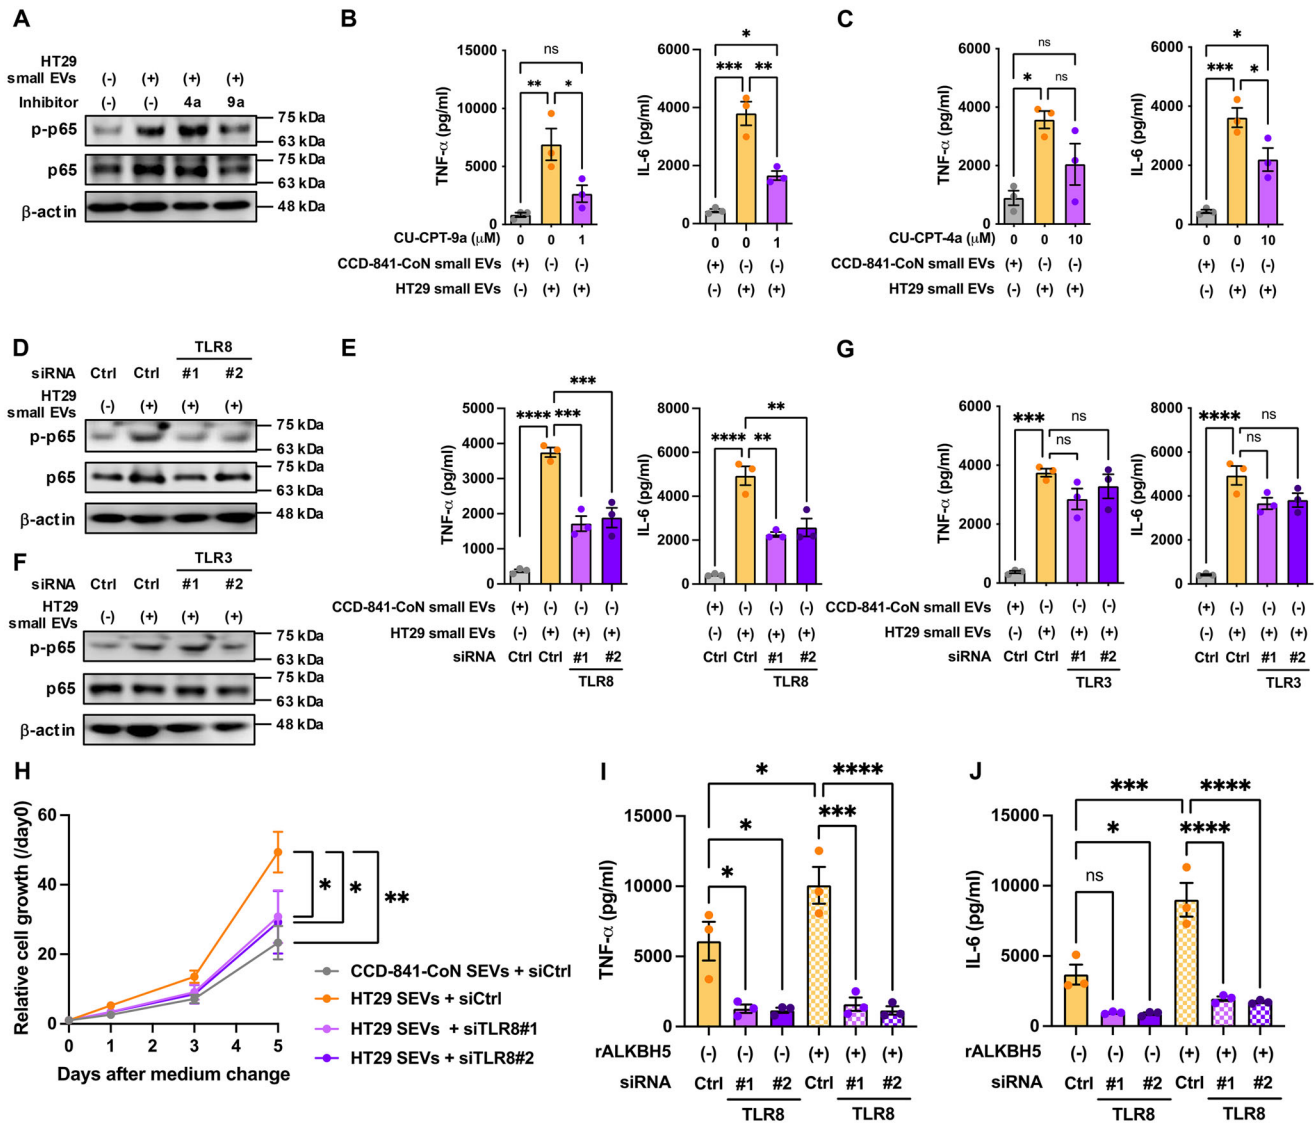 A
HT29
small EVs (-) (+) (+) (+)
Inhibitor (-) (-) 4a 9a
p-p65
75 kDa
63 kDa
p65
75 kDa
63 kDa
β-actin
48 kDa
B
TNF-α (pg/ml)
15000
10000
5000
0
ns
** *
CU-CPT-9a (μM) 0 0 1
CCD-841-CoN small EVs (+) (-) (-)
HT29 small EVs (-) (+) (+)
IL-6 (pg/ml)
6000
4000
2000
0
*
*** **
0 0 1
(+) (-) (-)
(-) (+) (+)
C
TNF-α (pg/ml)
6000
4000
2000
0
ns
* ns
CU-CPT-4a (μM) 0 0 10
CCD-841-CoN small EVs (+) (-) (-)
HT29 small EVs (-) (+) (+)
IL-6 (pg/ml)
6000
4000
2000
0
*
*** *
0 0 10
(+) (-) (-)
(-) (+) (+)
D
TLR8
siRNA Ctrl Ctrl #1 #2
HT29
small EVs (-) (+) (+) (+)
p-p65
75 kDa
63 kDa
p65
75 kDa
63 kDa
β-actin
48 kDa
E
TNF-α (pg/ml)
5000
4000
3000
2000
1000
0
***
**** ***
CCD-841-CoN small EVs (+) (-) (-) (-)
HT29 small EVs (-) (+) (+) (+)
siRNA Ctrl Ctrl #1 #2
TLR8
IL-6 (pg/ml)
8000
6000
4000
2000
0
**
**** **
(+) (-) (-) (-)
(-) (+) (+) (+)
Ctrl Ctrl #1 #2
TLR8
F
TLR3
siRNA Ctrl Ctrl #1 #2
HT29
small EVs (-) (+) (+) (+)
p-p65
75 kDa
63 kDa
p65
75 kDa
63 kDa
β-actin
48 kDa
G
TNF-α (pg/ml)
6000
4000
2000
0
*** ns
ns
CCD-841-CoN small EVs (+) (-) (-) (-)
HT29 small EVs (-) (+) (+) (+)
siRNA Ctrl Ctrl #1 #2
TLR3
IL-6 (pg/ml)
8000
6000
4000
2000
0
**** ns
ns
(+) (-) (-) (-)
(-) (+) (+) (+)
Ctrl Ctrl #1 #2
TLR3
H
Relative cell growth (/day0)
60
40
20
0
0 1 2 3 4 5
Days after medium change
* * **
CCD-841-CoN SEVs + siCtrl
HT29 SEVs + siCtrl
HT29 SEVs + siTLR8#1
HT29 SEVs + siTLR8#2
I
TNF-α (pg/ml)
15000
10000
5000
0
* ****
* ***
*
rALKBH5 (-) (-) (-) (+) (+) (+)
siRNA Ctrl #1 #2 Ctrl #1 #2
TLR8 TLR8
J
IL-6 (pg/ml)
15000
10000
5000
0
*** ****
* ****
ns
rALKBH5 (-) (-) (-) (+) (+) (+)
siRNA Ctrl #1 #2 Ctrl #1 #2
TLR8 TLR8